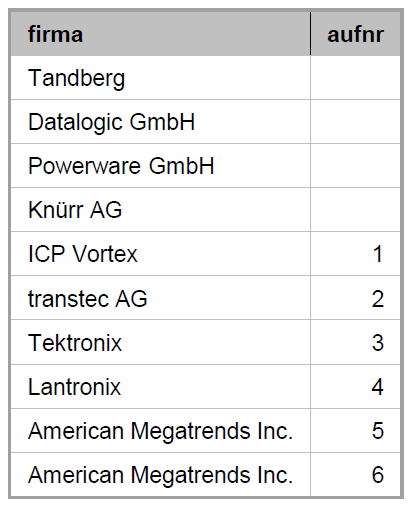 firma aufnr
Tandberg
Datalogic GmbH
Powerware GmbH
Knürr AG
ICP Vortex 1
transtec AG 2
Tektronix 3
Lantronix 4
American Megatrends Inc. 5
American Megatrends Inc. 6